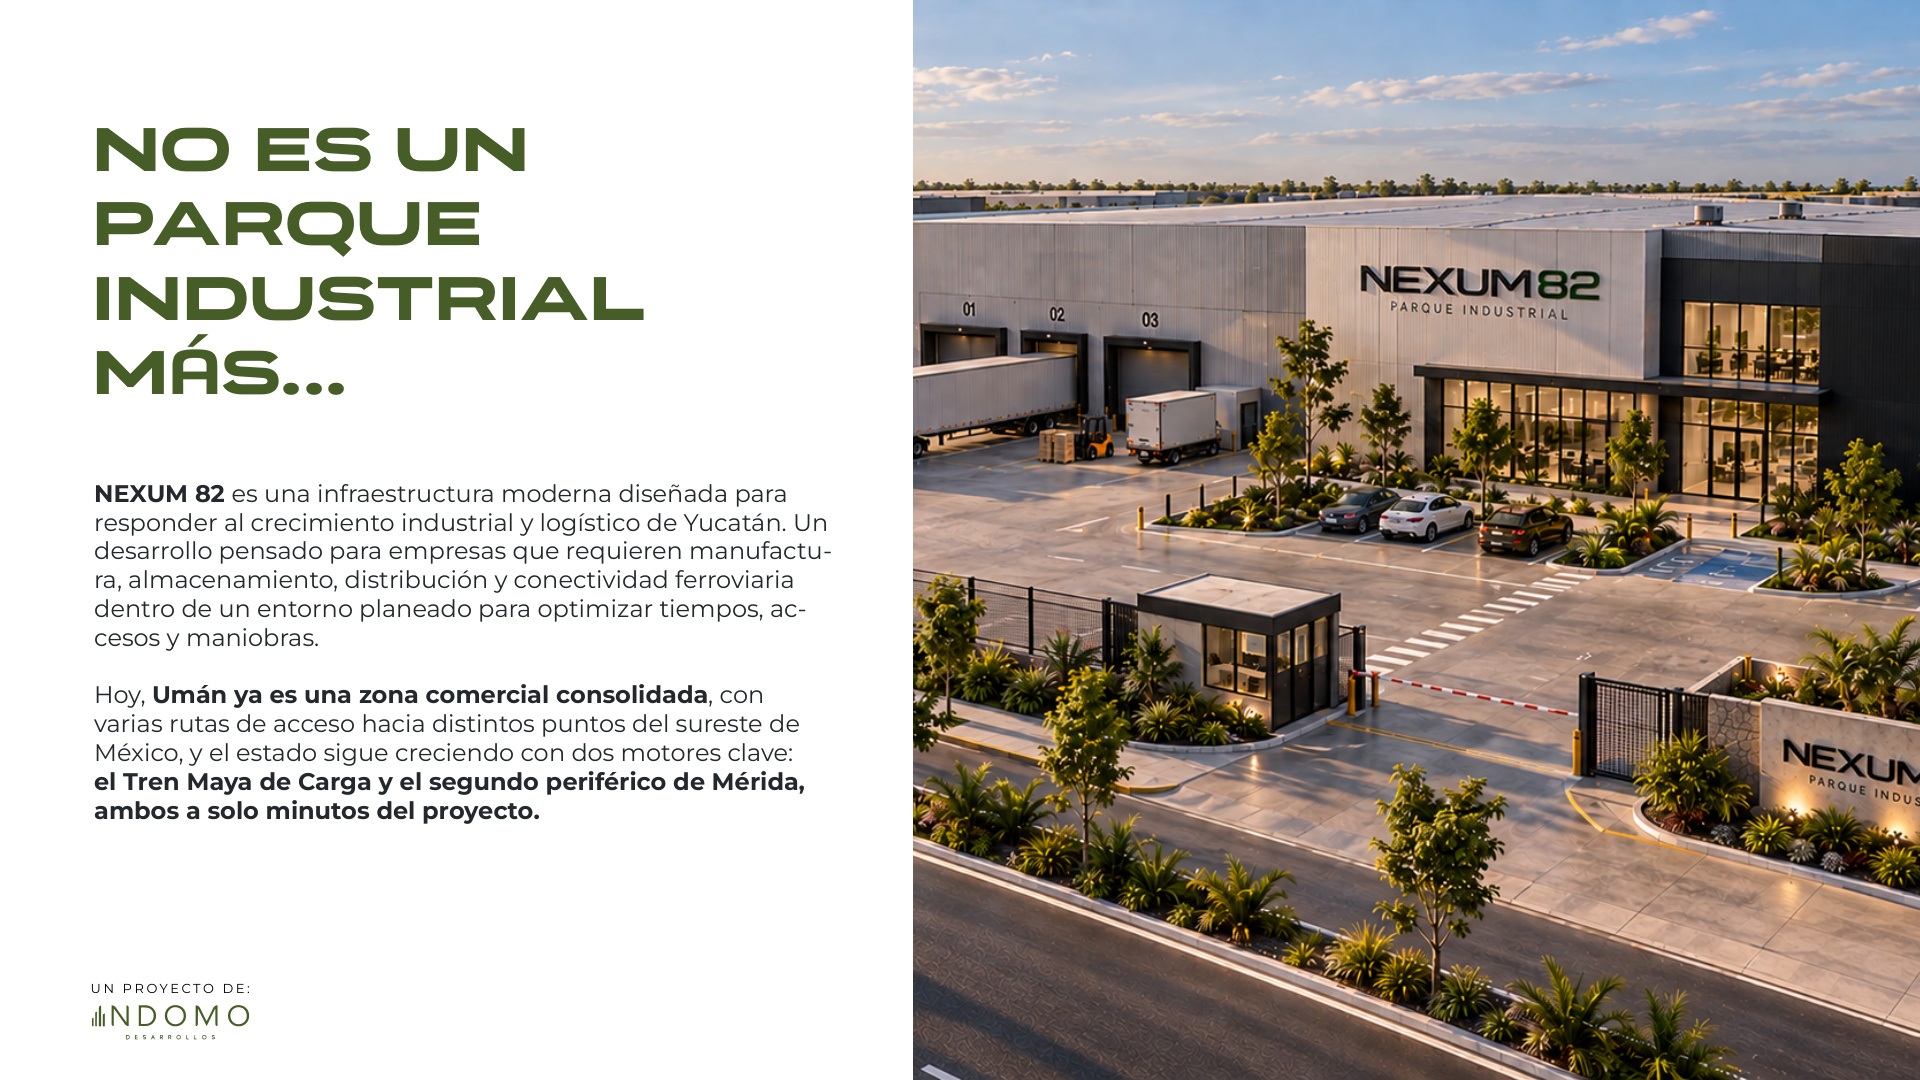 NO ES UN
PARQUE
INDUSTRIAL
MÁS...
NEXUM 82 es una infraestructura moderna diseñada para
responder al crecimiento industrial y logístico de Yucatán. Un
desarrollo pensado para empresas que requieren manufactu-
ra, almacenamiento, distribución y conectividad ferroviaria
dentro de un entorno planeado para optimizar tiempos, ac-
cesos y maniobras.
Hoy, Umán ya es una zona comercial consolidada, con
varias rutas de acceso hacia distintos puntos del sureste de
México, y el estado sigue creciendo con dos motores clave:
el Tren Maya de Carga y el segundo periférico de Mérida,
ambos a solo minutos del proyecto.
UN PROYECTO DE:
INDOMO
DESARROLLOS
NEXUM 82
PARQUE INDUSTRIAL
01
02
03
NEXUM
PARQUE INDUS